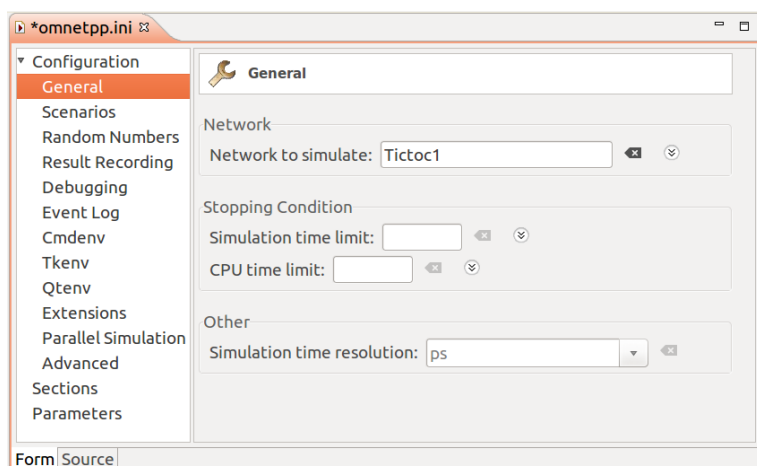 *omnetpp.ini
Configuration
General
Scenarios
Random Numbers
Result Recording
Debugging
Event Log
Cmdenv
Tkenv
Qtenv
Extensions
Parallel Simulation
Advanced
Sections
Parameters
General
Network
Network to simulate: Tictoc1
Stopping Condition
Simulation time limit:
CPU time limit:
Other
Simulation time resolution: ps
Form Source